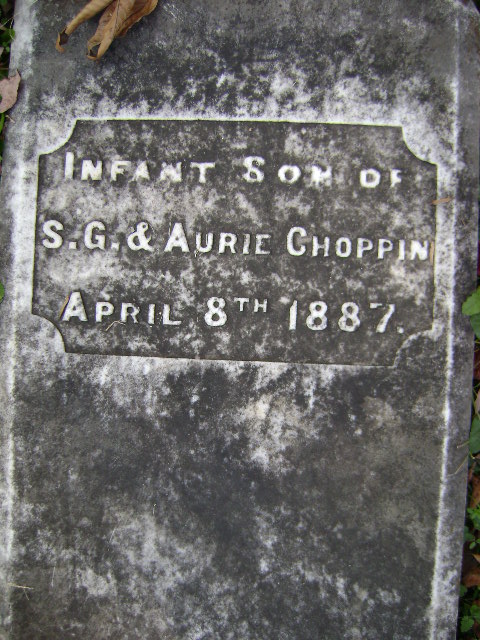 INFANT SON OF
S.G. & AURIE CHOPPIN
APRIL 8TH 1887.